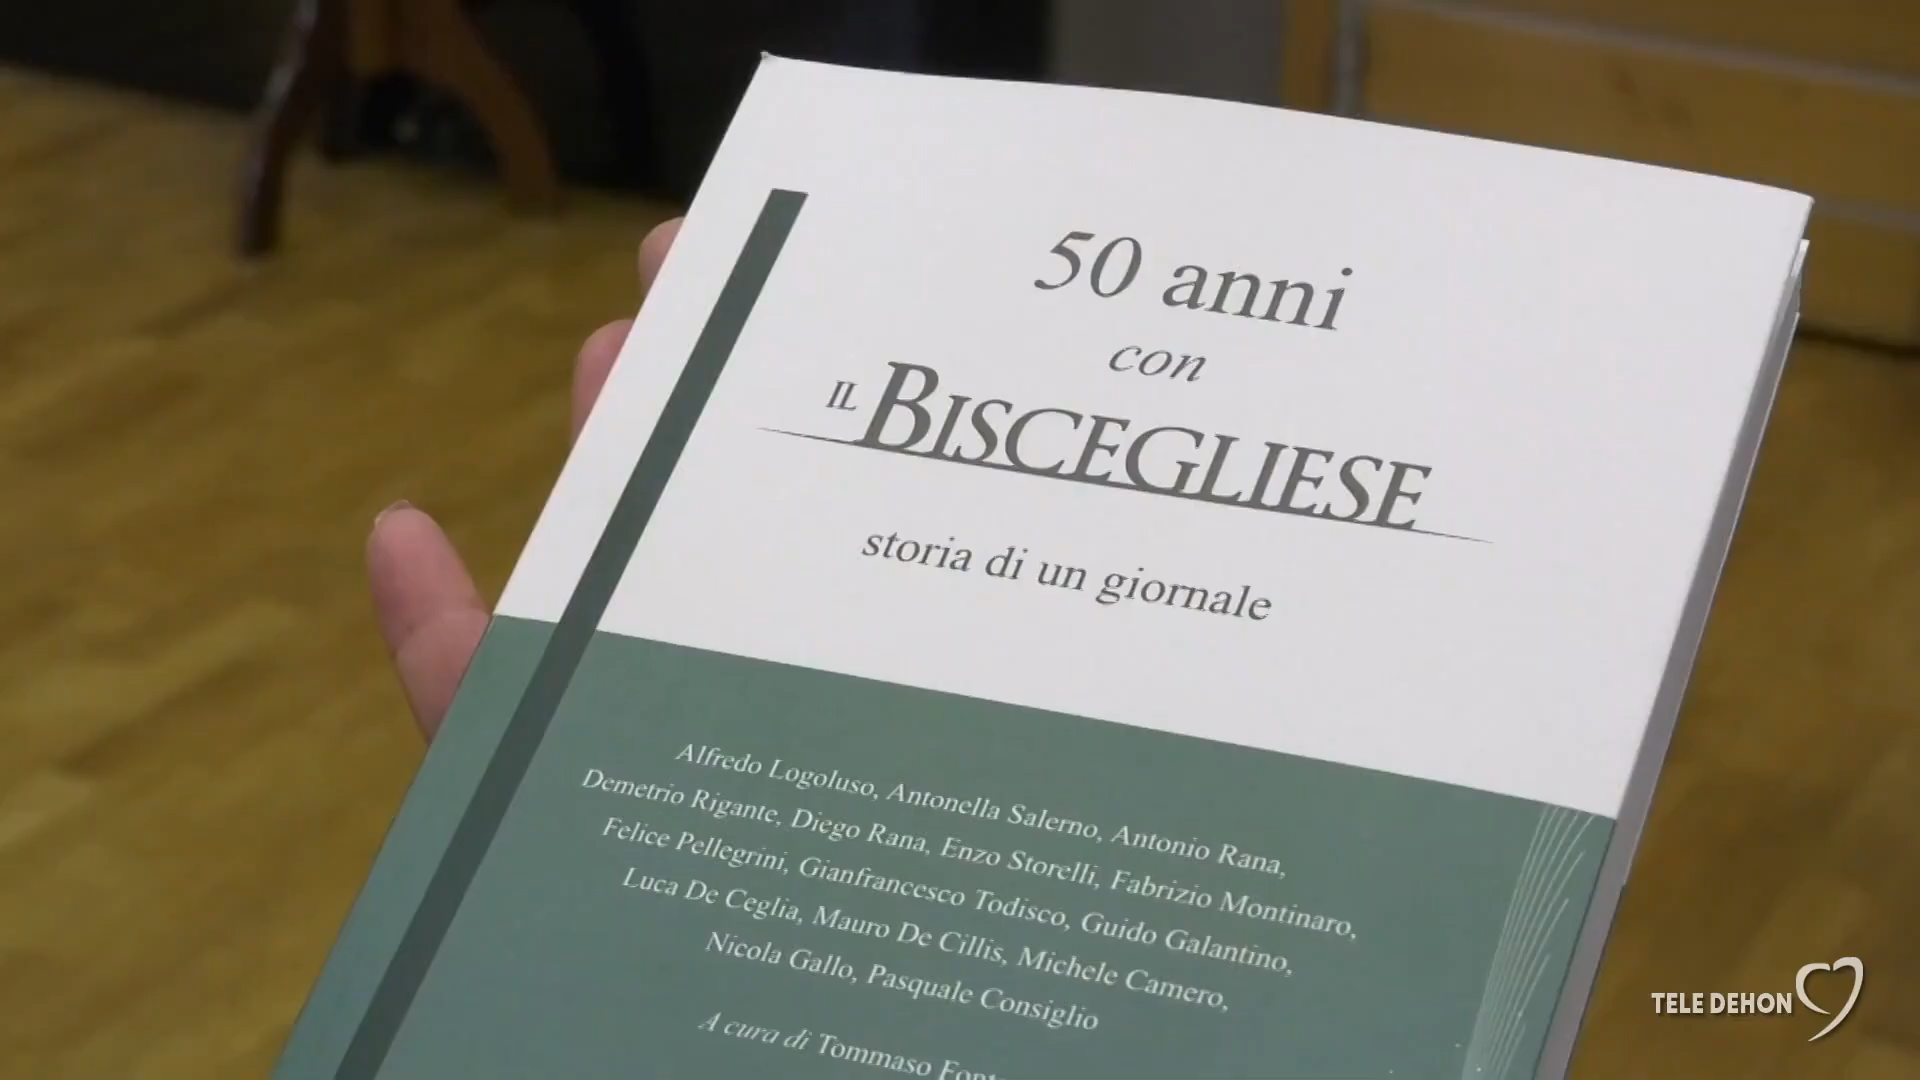 50 anni
con
IL BISCEGLIESE
storia di un giornale
Alfredo Logoluso, Antonella Salerno, Antonio Rana,
Demetrio Rigante, Diego Rana, Enzo Storelli, Fabrizio Montinaro,
Felice Pellegrini, Gianfrancesco Todisco, Guido Galantino,
Luca De Ceglia, Mauro De Cillis, Michele Camero,
Nicola Gallo, Pasquale Consiglio
A cura di Tommaso
TELE DEHON